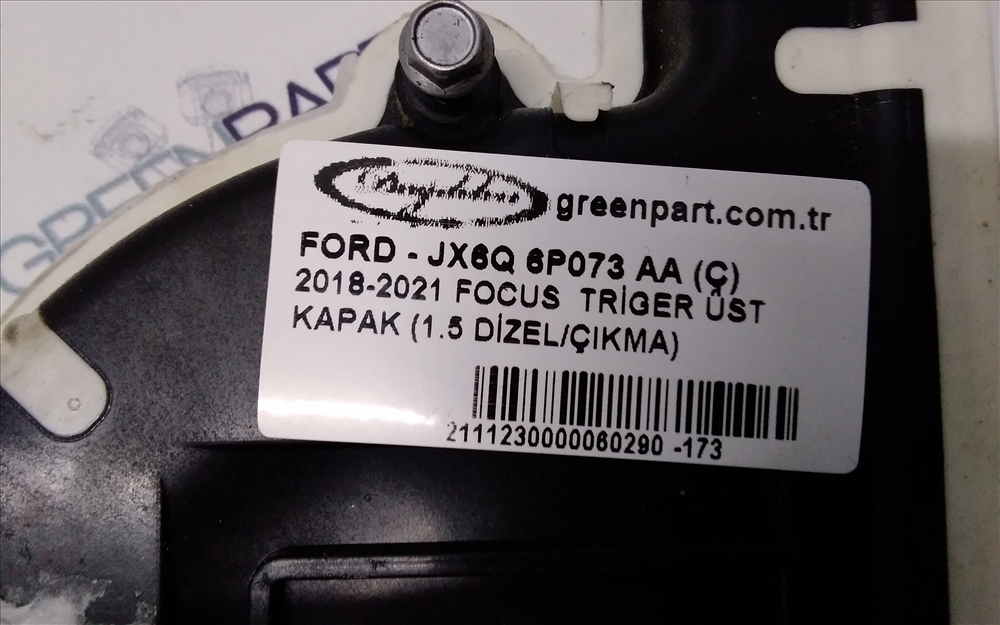 GREENPART
greenpart.com.tr
FORD - JX6Q 6P073 AA (Ç)
2018-2021 FOCUS TRİGER ÜST
KAPAK (1.5 DİZEL/ÇIKMA)
2111230000060290 -173